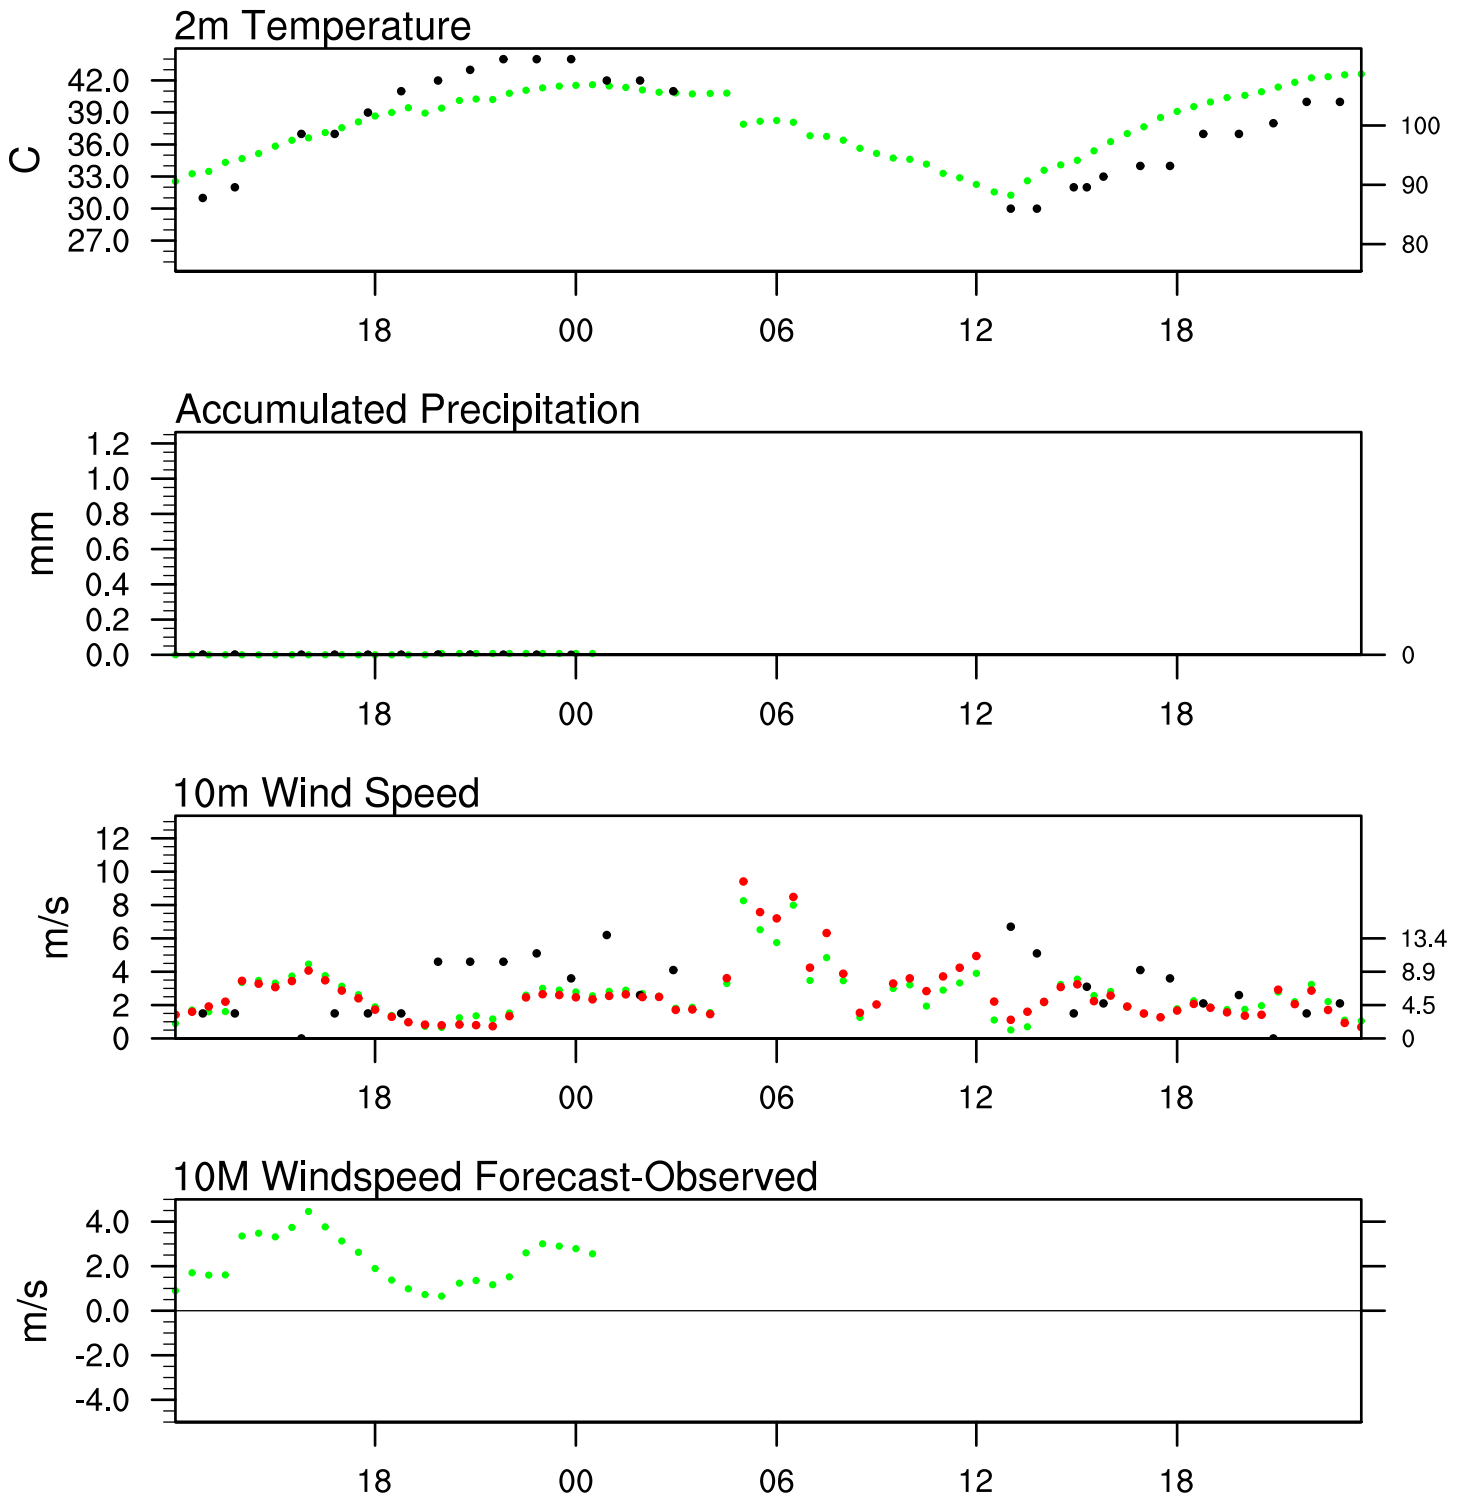 2m Temperature
42.0
39.0
36.0
33.0
30.0
27.0
C
100
90
80
18 00 06 12 18
Accumulated Precipitation
1.2
1.0
0.8
0.6
0.4
0.2
0.0
mm
0
18 00 06 12 18
10m Wind Speed
12
10
8
6
4
2
0
m/s
13.4
8.9
4.5
0
18 00 06 12 18
10M Windspeed Forecast-Observed
4.0
2.0
0.0
-2.0
-4.0
m/s
18 00 06 12 18